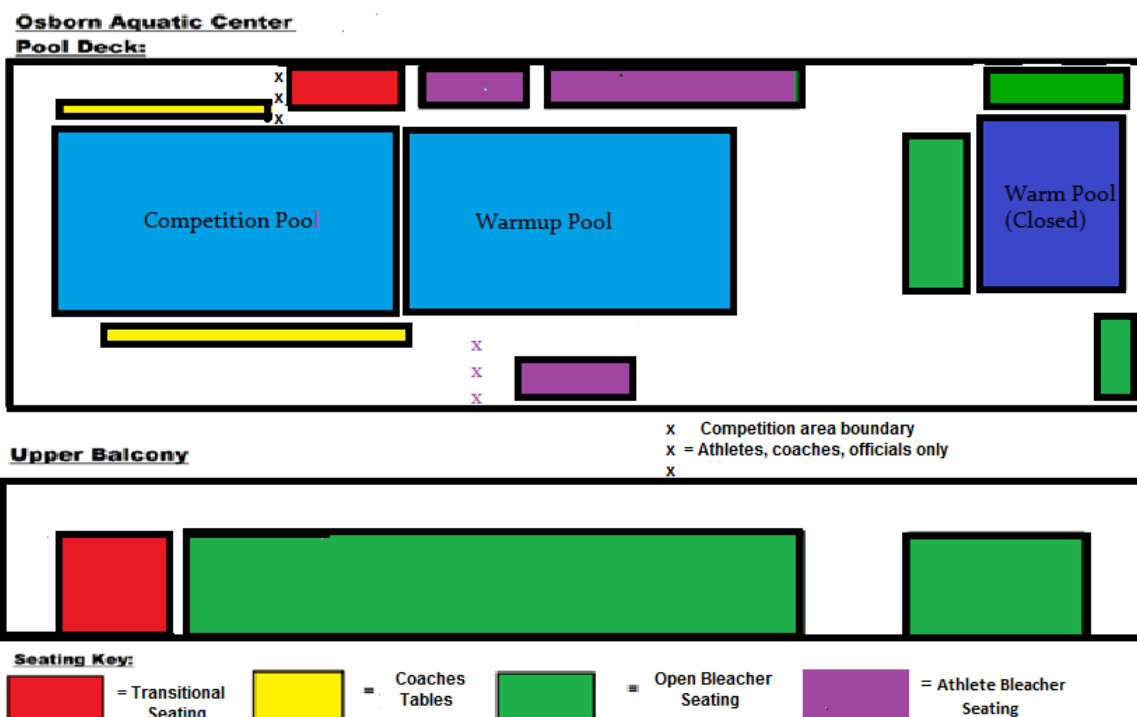 Osborn Aquatic Center
Pool Deck:
x
x
x
Competition Pool
Warmup Pool
Warm Pool
(Closed)
x
x
x
x Competition area boundary
x = Athletes, coaches, officials only
x
Upper Balcony
Seating Key:
= Transitional
Seating
= Coaches
Tables
= Open Bleacher
Seating
= Athlete Bleacher
Seating